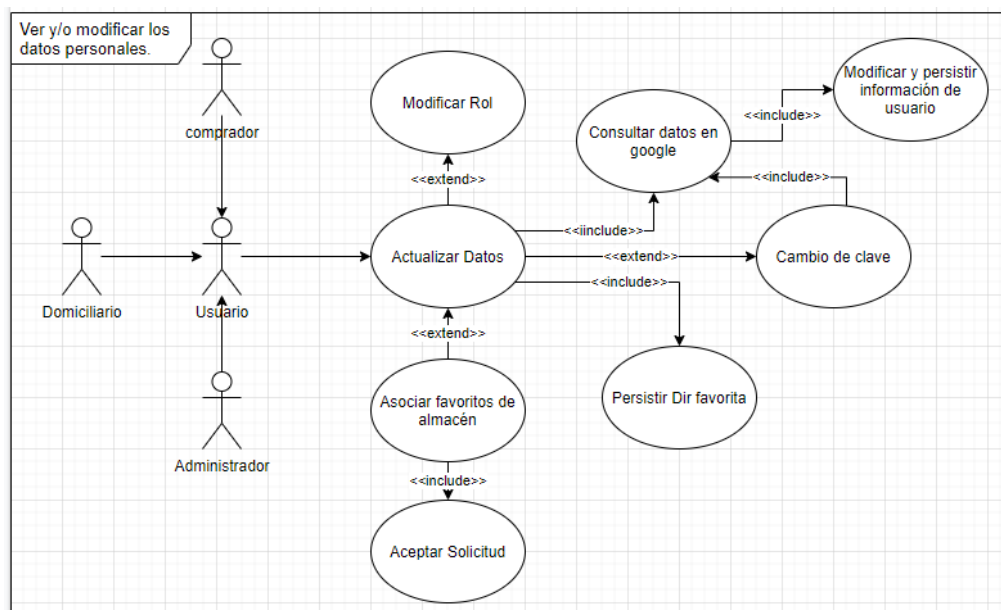 Ver y/o modificar los
datos personales.
comprador
Domiciliario
Usuario
Administrador
Modificar Rol
<<extend>>
Actualizar Datos
<<extend>>
Asociar favoritos de
almacén
<<include>>
Aceptar Solicitud
Consultar datos en
google
<<include>>
Modificar y persistir
información de
usuario
<<include>>
<<iinclude>>
<<extend>>
Cambio de clave
<<include>>
Persistir Dir favorita